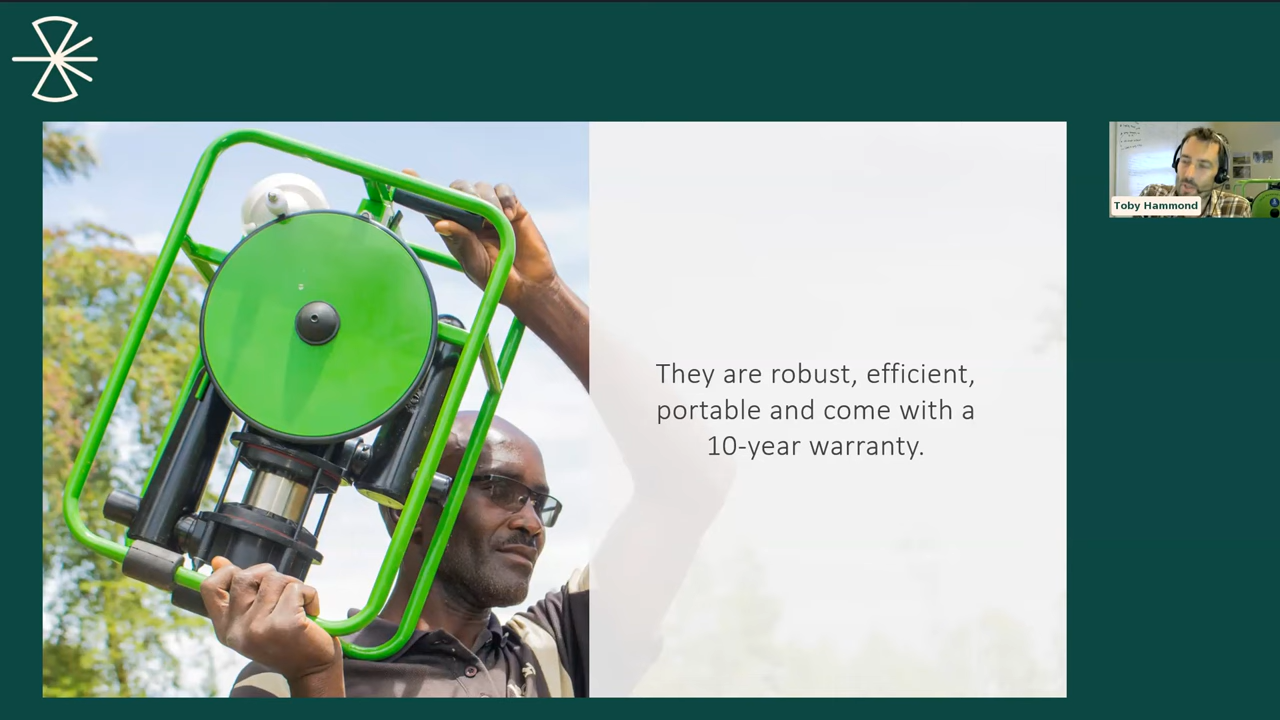 They are robust, efficient,
portable and come with a
10-year warranty.
Toby Hammond